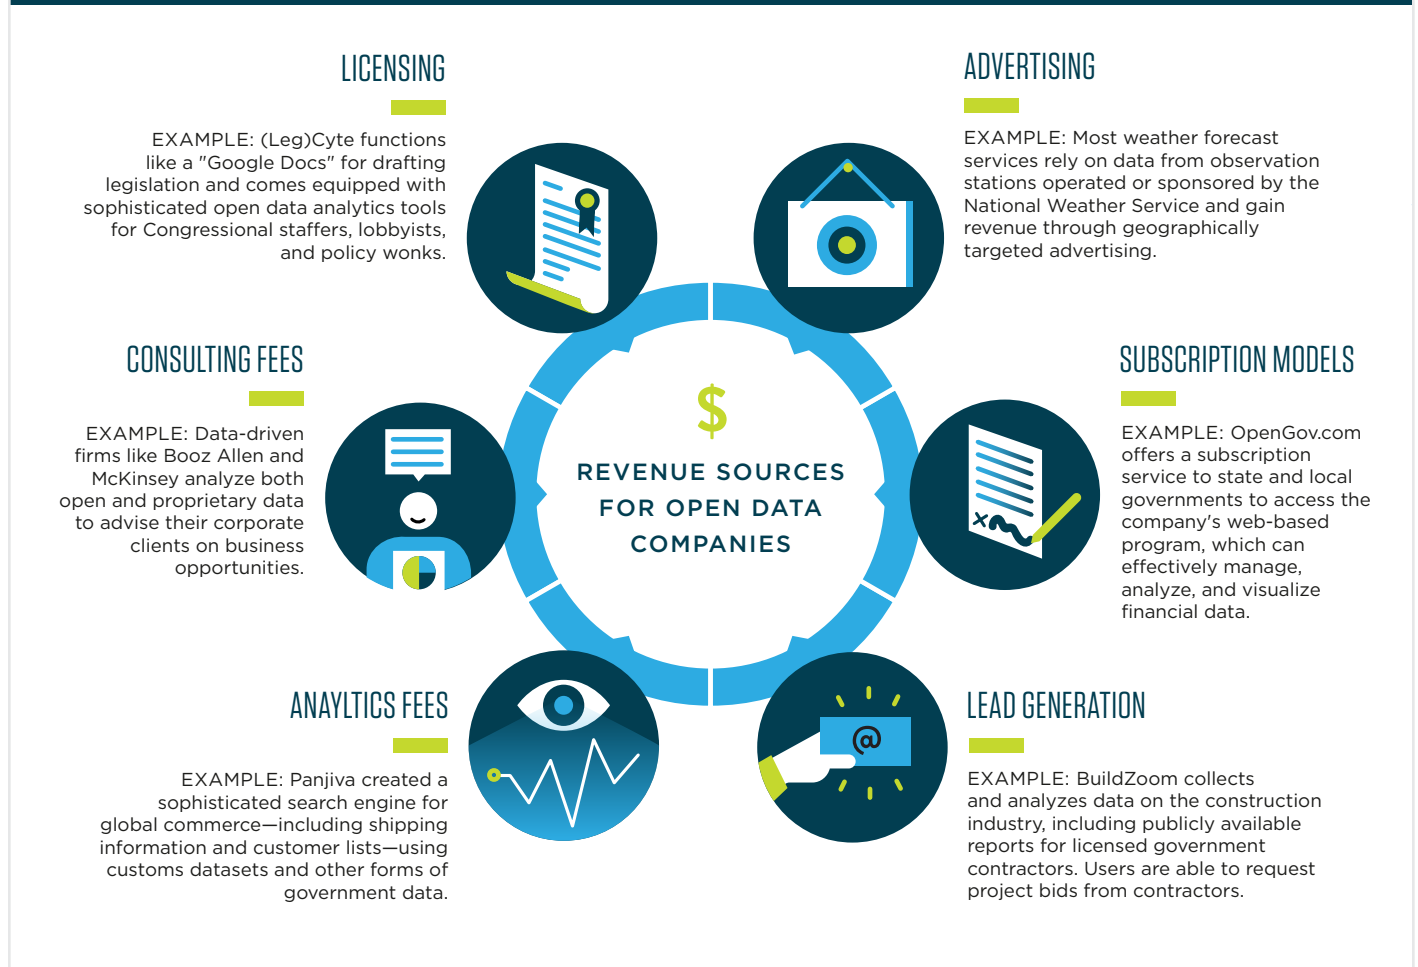 LICENSING
EXAMPLE: (Leg)Cyte functions
like a "Google Docs" for drafting
legislation and comes equipped with
sophisticated open data analytics tools
for Congressional staffers, lobbyists,
and policy wonks.
ADVERTISING
EXAMPLE: Most weather forecast
services rely on data from observation
stations operated or sponsored by the
National Weather Service and gain
revenue through geographically
targeted advertising.
CONSULTING FEES
EXAMPLE: Data-driven
firms like Booz Allen and
McKinsey analyze both
open and proprietary data
to advise their corporate
clients on business
opportunities.
$
REVENUE SOURCES
FOR OPEN DATA
COMPANIES
SUBSCRIPTION MODELS
EXAMPLE: OpenGov.com
offers a subscription
service to state and local
governments to access the
company's web-based
program, which can
effectively manage,
analyze, and visualize
financial data.
ANAYLTICS FEES
EXAMPLE: Panjiva created a
sophisticated search engine for
global commerce—including shipping
information and customer lists—using
customs datasets and other forms of
government data.
@
LEAD GENERATION
EXAMPLE: BuildZoom collects
and analyzes data on the construction
industry, including publicly available
reports for licensed government
contractors. Users are able to request
project bids from contractors.